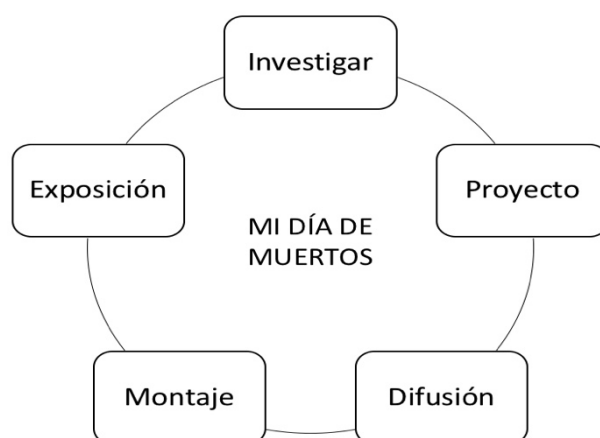 Investigar
Exposición
Proyecto
MI DÍA DE
MUERTOS
Montaje
Difusión